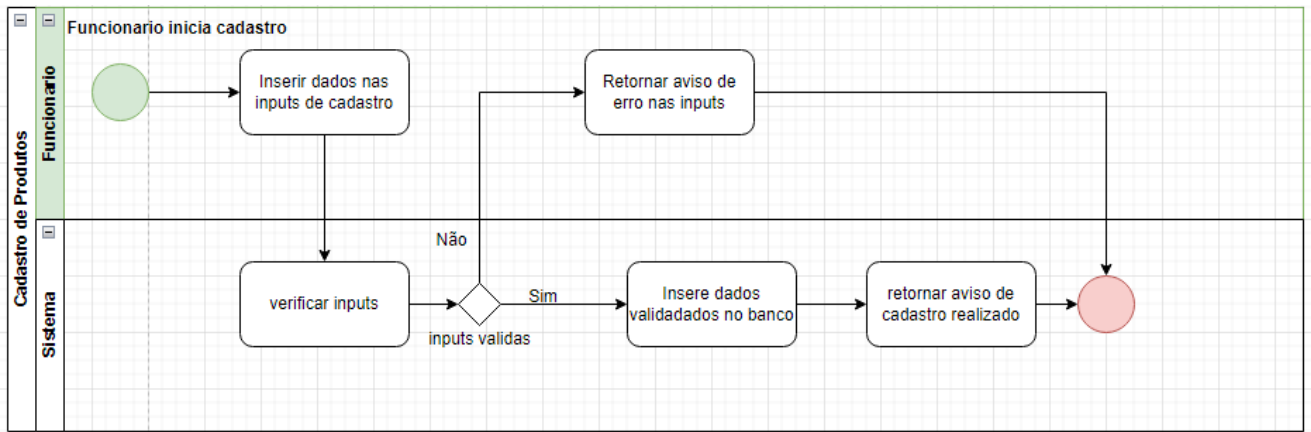 Cadastro de Produtos
Funcionario
Funcionario inicia cadastro
Inserir dados nas
inputs de cadastro
Retornar aviso de
erro nas inputs
Sistema
verificar inputs
Não
inputs validas
Sim
Insere dados
validadados no banco
retornar aviso de
cadastro realizado